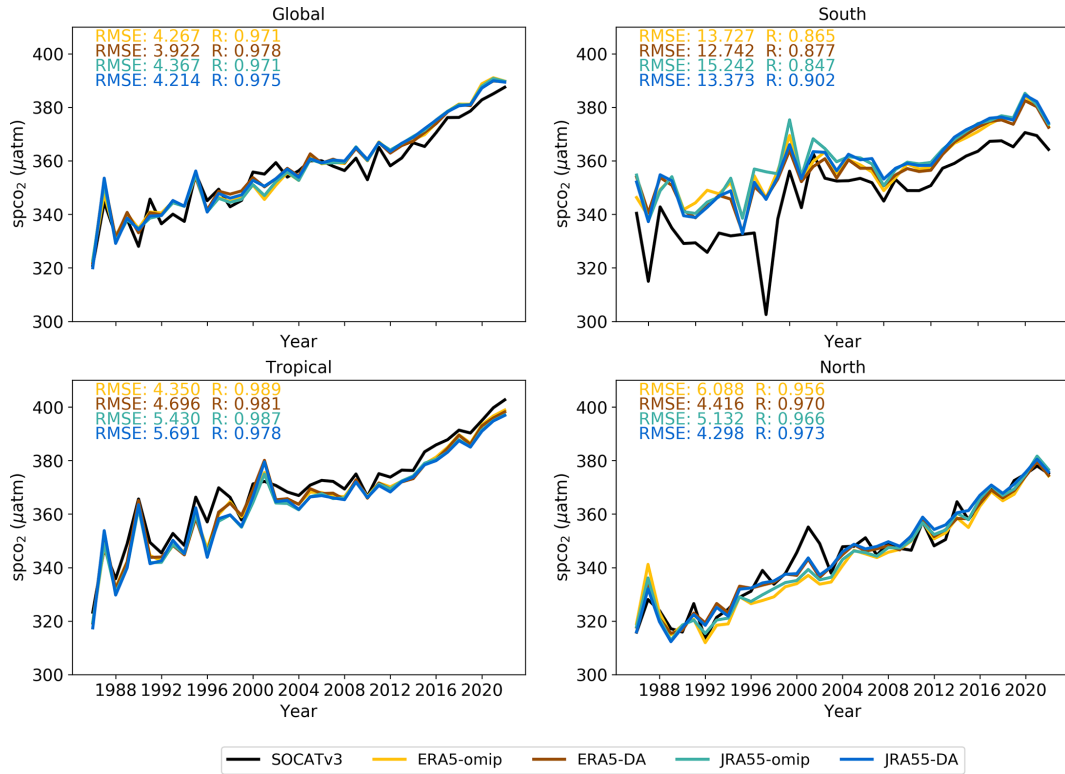 Global
RMSE: 4.267 R: 0.971
RMSE: 3.922 R: 0.978
RMSE: 4.367 R: 0.971
RMSE: 4.214 R: 0.975
400
380
360
340
320
300
spco₂ (µatm)
Year
South
RMSE: 13.727 R: 0.865
RMSE: 12.742 R: 0.877
RMSE: 15.242 R: 0.847
RMSE: 13.373 R: 0.902
400
380
360
340
320
300
spco₂ (µatm)
Year
Tropical
RMSE: 4.350 R: 0.989
RMSE: 4.696 R: 0.981
RMSE: 5.430 R: 0.987
RMSE: 5.691 R: 0.978
400
380
360
340
320
300
spco₂ (µatm)
1988 1992 1996 2000 2004 2008 2012 2016 2020
Year
North
RMSE: 6.088 R: 0.956
RMSE: 4.416 R: 0.970
RMSE: 5.132 R: 0.966
RMSE: 4.298 R: 0.973
400
380
360
340
320
300
spco₂ (µatm)
1988 1992 1996 2000 2004 2008 2012 2016 2020
Year
SOCATv3 ERA5-omip ERA5-DA JRA55-omip JRA55-DA